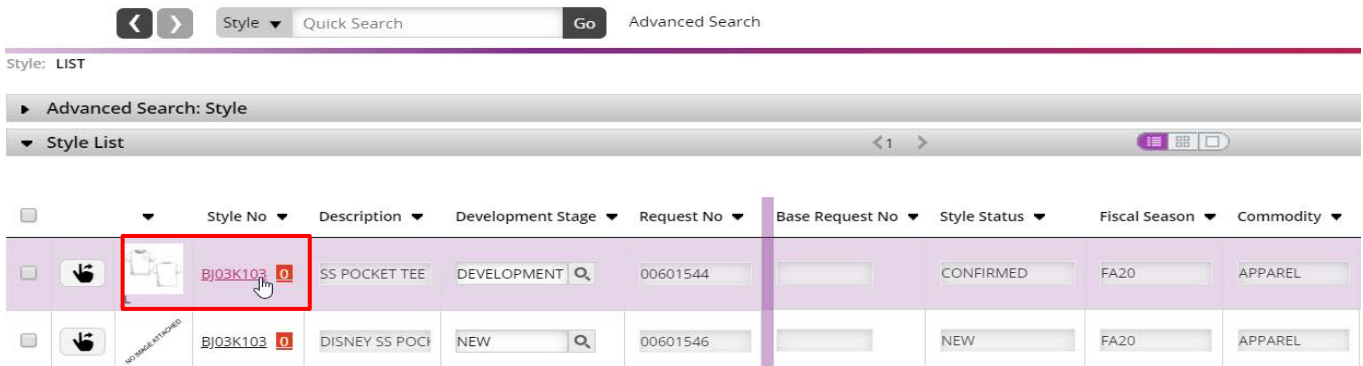 Style Quick Search Go Advanced Search
Style: LIST
Advanced Search: Style
Style List 1
Style No Description Development Stage Request No Base Request No Style Status Fiscal Season Commodity
L BJ03K103 0 SS POCKET TEE DEVELOPMENT 00601544 CONFIRMED FA20 APPAREL
NO IMAGE ATTACHED BJ03K103 0 DISNEY SS POCK NEW 00601546 NEW FA20 APPAREL